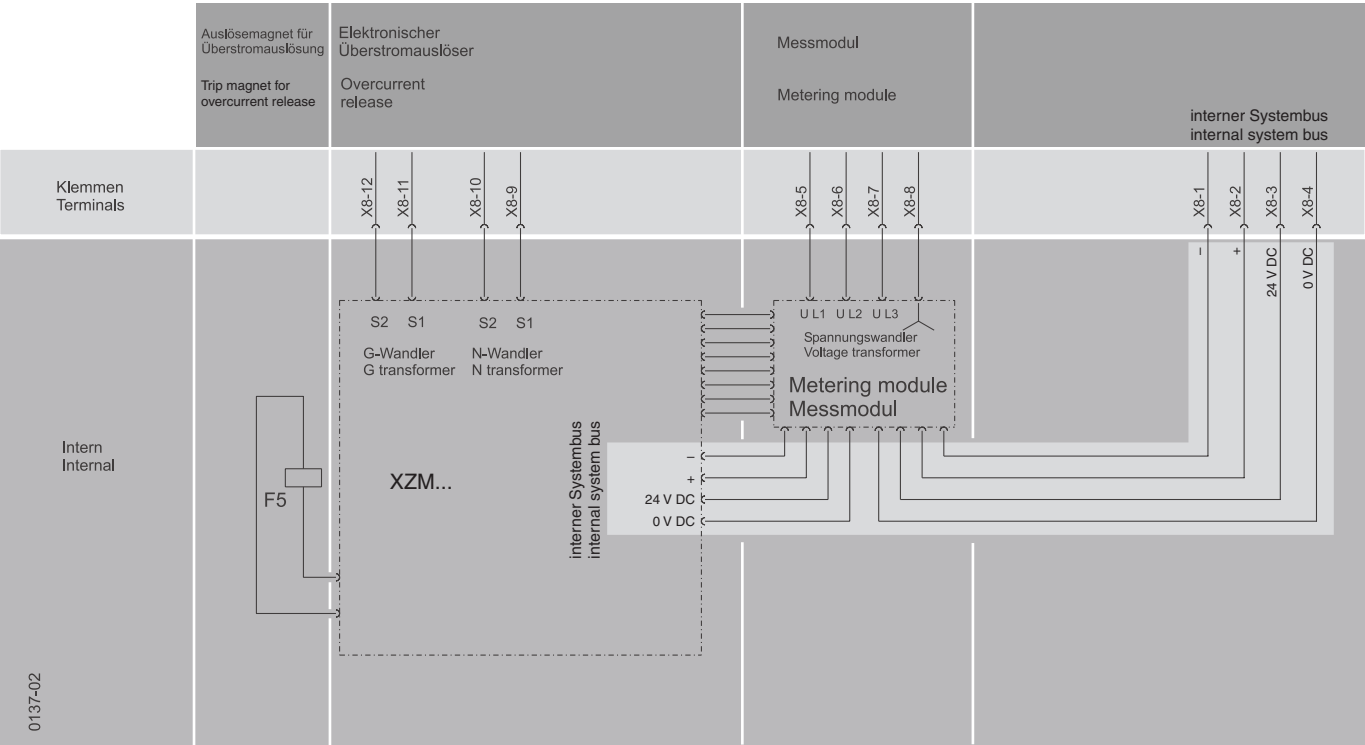 Auslösemagnet für
Überstromauslösung
Trip magnet for
overcurrent release
Elektronischer
Überstromauslöser
Overcurrent
release
Messmodul
Metering module
interner Systembus
internal system bus
Klemmen
Terminals
X8-12
X8-11
X8-10
X8-9
X8-5
X8-6
X8-7
X8-8
X8-1
X8-2
X8-3
X8-4
–
+
24 V DC
0 V DC
Intern
Internal
S2 S1
S2 S1
G-Wandler
G transformer
N-Wandler
N transformer
U L1 U L2 U L3
Spannungswandler
Voltage transformer
Metering module
Messmodul
F5
XZM...
interner Systembus
internal system bus
–
+
24 V DC
0 V DC
0137-02